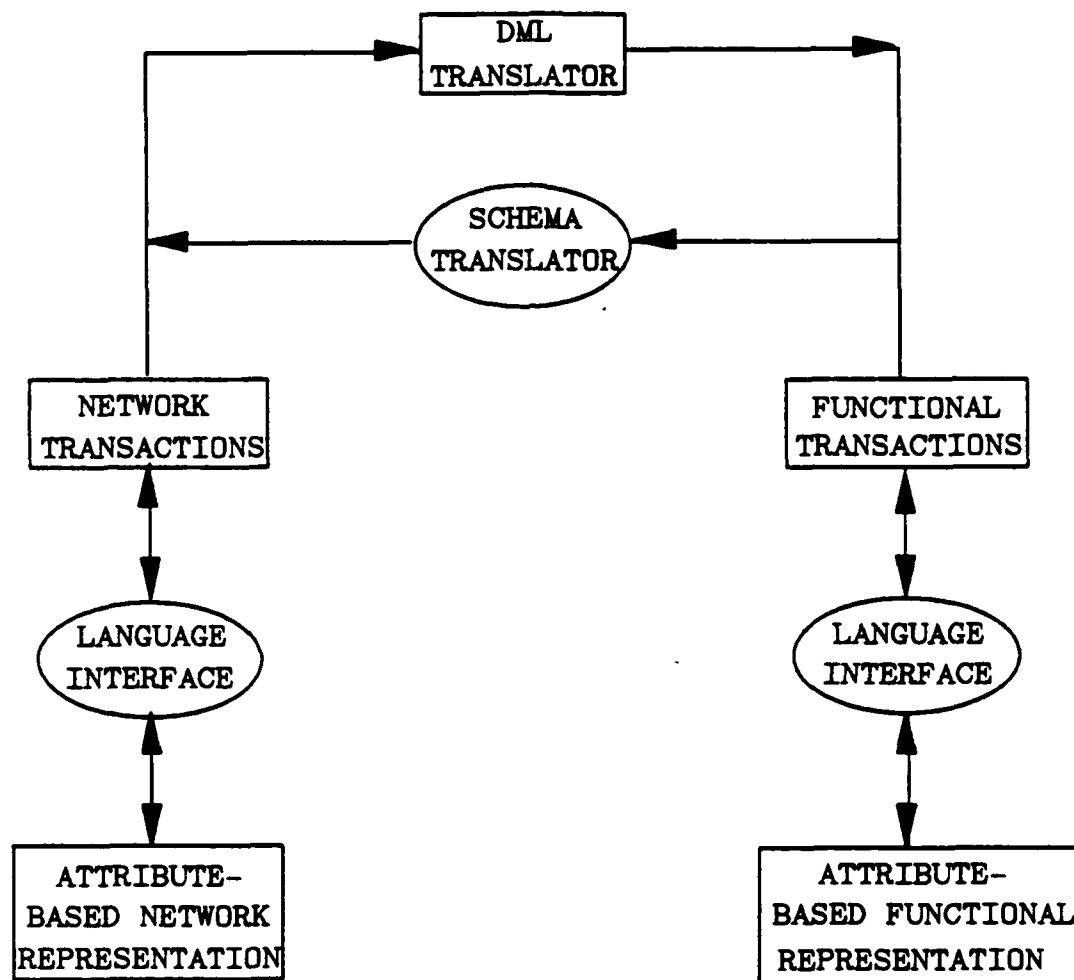 DML
TRANSLATOR
SCHEMA
TRANSLATOR
NETWORK
TRANSACTIONS
FUNCTIONAL
TRANSACTIONS
LANGUAGE
INTERFACE
LANGUAGE
INTERFACE
ATTRIBUTE-
BASED NETWORK
REPRESENTATION
ATTRIBUTE-
BASED FUNCTIONAL
REPRESENTATION